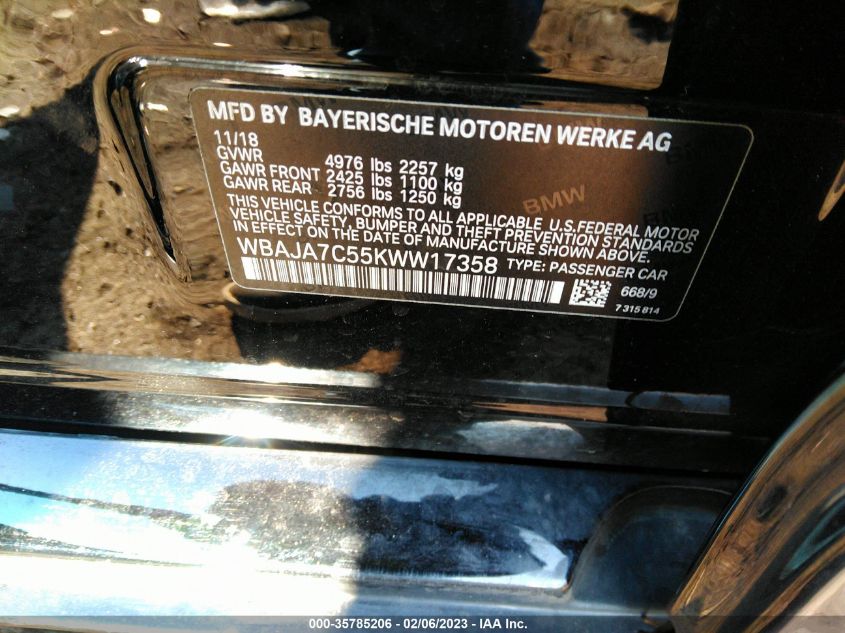 MFD BY BAYERISCHE MOTOREN WERKE AG
11/18
GVWR 4976 lbs 2257 kg
GAWR FRONT 2425 lbs 1100 kg
GAWR REAR 2756 lbs 1250 kg
THIS VEHICLE CONFORMS TO ALL APPLICABLE U.S.FEDERAL MOTOR
VEHICLE SAFETY, BUMPER AND THEFT PREVENTION STANDARDS
IN EFFECT ON THE DATE OF MANUFACTURE SHOWN ABOVE.
WBAJA7C55KWW17358 TYPE: PASSENGER CAR
668/9
7 315 814
BMW
BMW
000-35785206 - 02/06/2023 - IAA Inc.